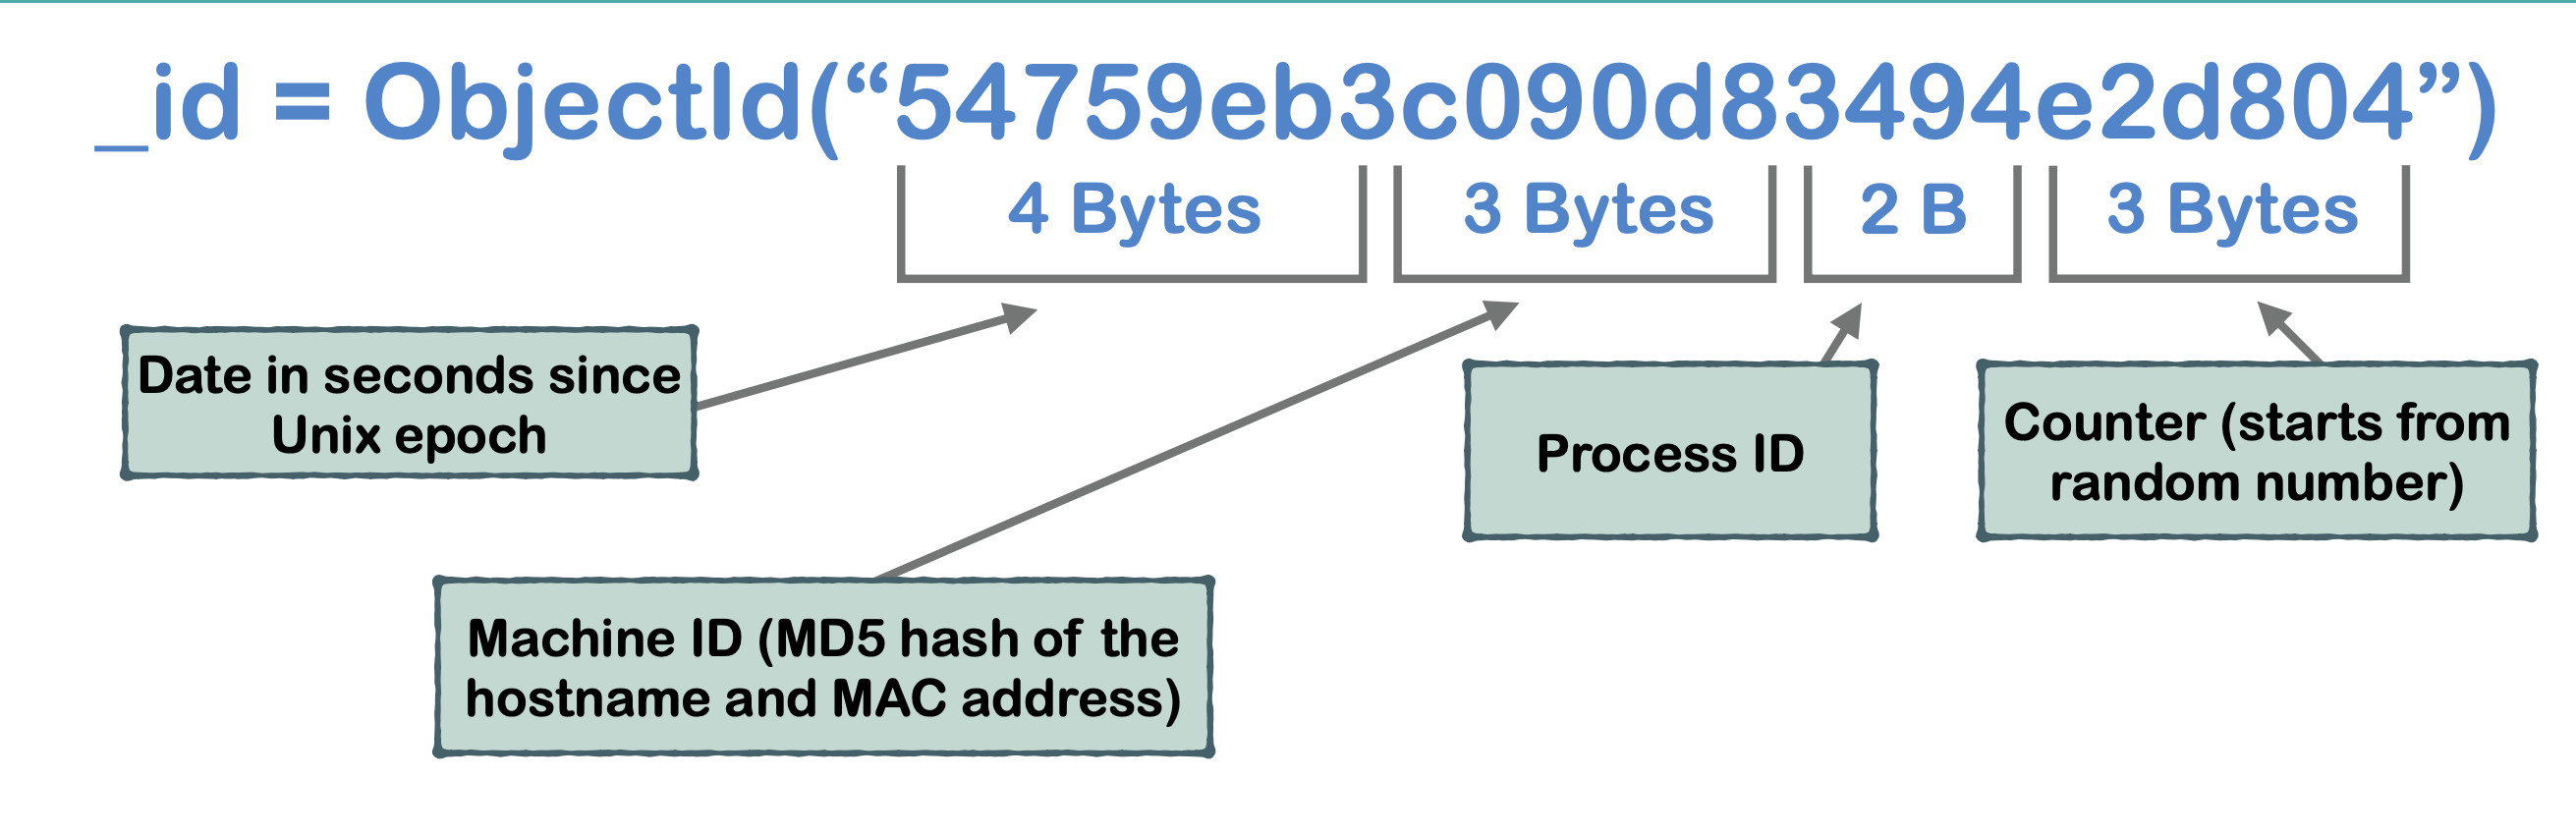 _id = ObjectId(“54759eb3c090d83494e2d804”)
4 Bytes
3 Bytes
2 B
3 Bytes
Date in seconds since
Unix epoch
Machine ID (MD5 hash of the
hostname and MAC address)
Process ID
Counter (starts from
random number)